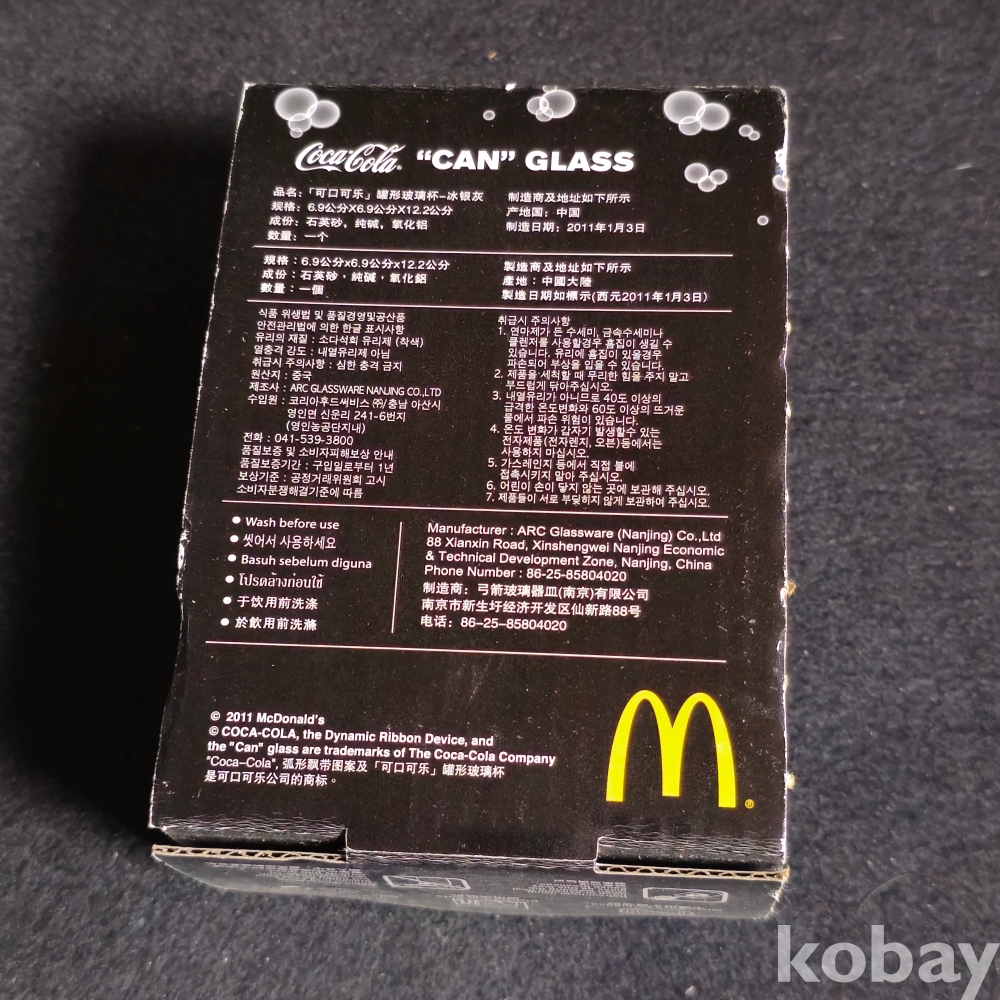 Coca-Cola "CAN" GLASS
品名:「可口可乐」罐形玻璃杯-冰银灰
规格: 6.9公分X6.9公分X12.2公分
成份: 石英砂, 纯碱, 氧化铝
数量: 一个
制造商及地址如下所示
产地国: 中国
制造日期: 2011年1月3日
規格: 6.9公分x6.9公分x12.2公分
成份: 石英砂, 純碱, 氧化鋁
數量: 一個
製造商及地址如下所示
産地: 中國大陸
製造日期如標示(西元2011年1月3日)
식품 위생법 및 품질경영및공산품
안전관리법에 의한 한글 표시사항
유리의 재질 : 소다석회 유리제 (착색)
열충격 강도 : 내열유리제 아님
취급시 주의사항 : 심한 충격 금지
원산지 : 중국
제조사 : ARC GLASSWARE NANJING CO.,LTD
수입원 : 코리아후드써비스 ㈜/충남 아산시
영인면 신운리 241-6번지
(영인농공단지내)
전화 : 041-539-3800
품질보증 및 소비자피해보상 안내
품질보증기간 : 구입일로부터 1년
보상기준 : 공정거래위원회 고시
소비자분쟁해결기준에 따름
취급시 주의사항
1. 연마제가 든 수세미, 금속수세미나
클렌저를 사용할경우 흠집이 생길 수
있습니다. 유리에 흠집이 있을경우
파손되어 부상을 입을 수 있습니다.
2. 제품을 세척할 때 무리한 힘을 주지 말고
부드럽게 닦아주십시오.
3. 내열유리가 아니므로 40도 이상의
급격한 온도변화와 60도 이상의 뜨거운
물에서 파손 위험이 있습니다.
4. 온도 변화가 갑자기 발생할수 있는
전자제품(전자렌지, 오븐)등에서는
사용하지 마십시오.
5. 가스레인지 등에서 직접 불에
접촉시키지 말아 주십시오.
6. 어린이 손이 닿지 않는 곳에 보관해 주십시오.
7. 제품들이 서로 부딪히지 않게 보관하여 주십시오.
• Wash before use
• 씻어서 사용하세요
• Basuh sebelum diguna
• โปรดล้างก่อนใช้
• 于饮用前洗涤
• 於飲用前洗滌
Manufacturer : ARC Glassware (Nanjing) Co.,Ltd
88 Xianxin Road, Xinshengwei Nanjing Economic
& Technical Development Zone, Nanjing, China
Phone Number : 86-25-85804020
制造商: 弓箭玻璃器皿(南京)有限公司
南京市新生圩经济开发区仙新路88号
电话: 86-25-85804020
© 2011 McDonald's
© COCA-COLA, the Dynamic Ribbon Device, and
the "Can" glass are trademarks of The Coca-Cola Company
"Coca-Cola", 弧形飘带图案及「可口可乐」罐形玻璃杯
是可口可乐公司的商标。
®
kobay